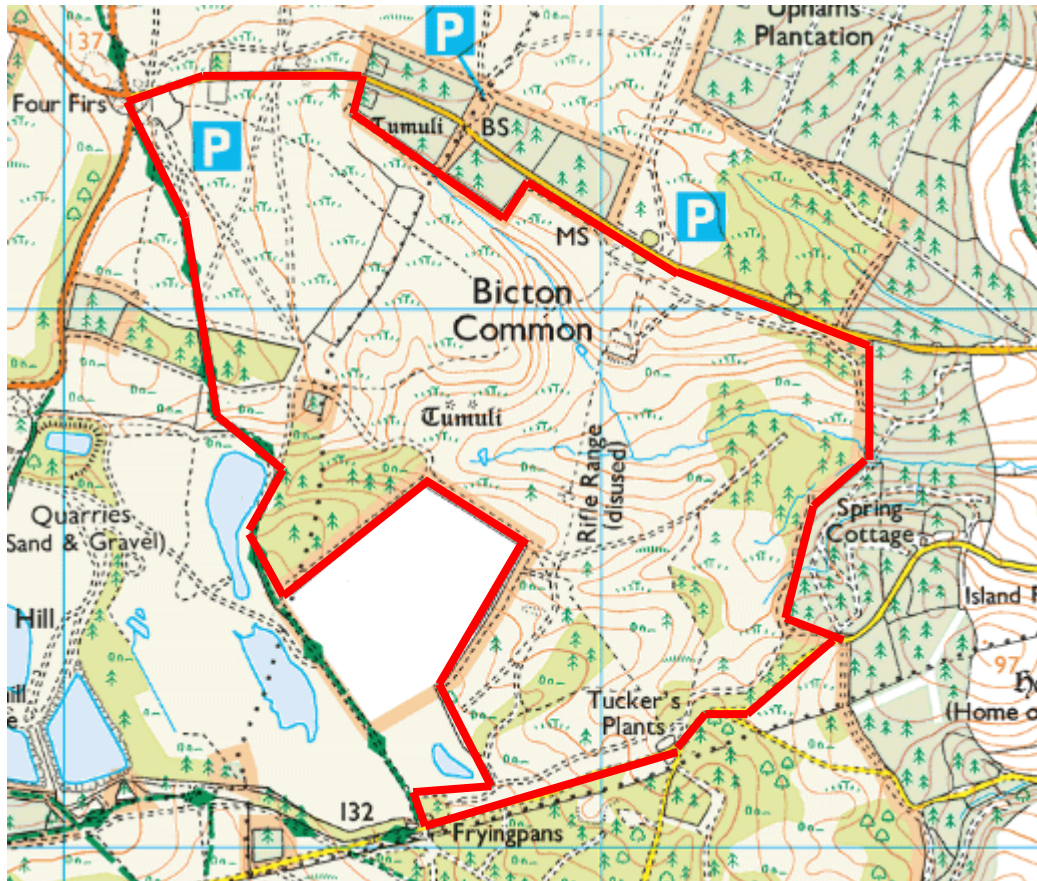 137
P
Uphams
Plantation
Four Firs
P
Tumuli
BS
P
MS
Bicton
Common
Tumuli
Rifle Range
(disused)
Quarries
Sand & Gravel)
Spring
Cottage
Hill
Island
97
Tucker's
Plants
(Home o
132
Fryingpans